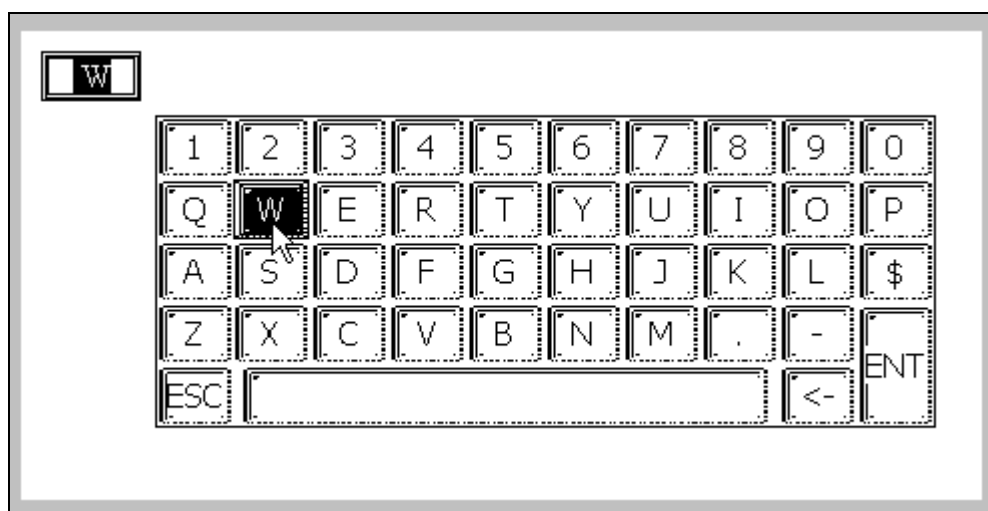 W
1 2 3 4 5 6 7 8 9 0
Q W E R T Y U I O P
A S D F G H J K L $
Z X C V B N M . -
ENT
ESC <-